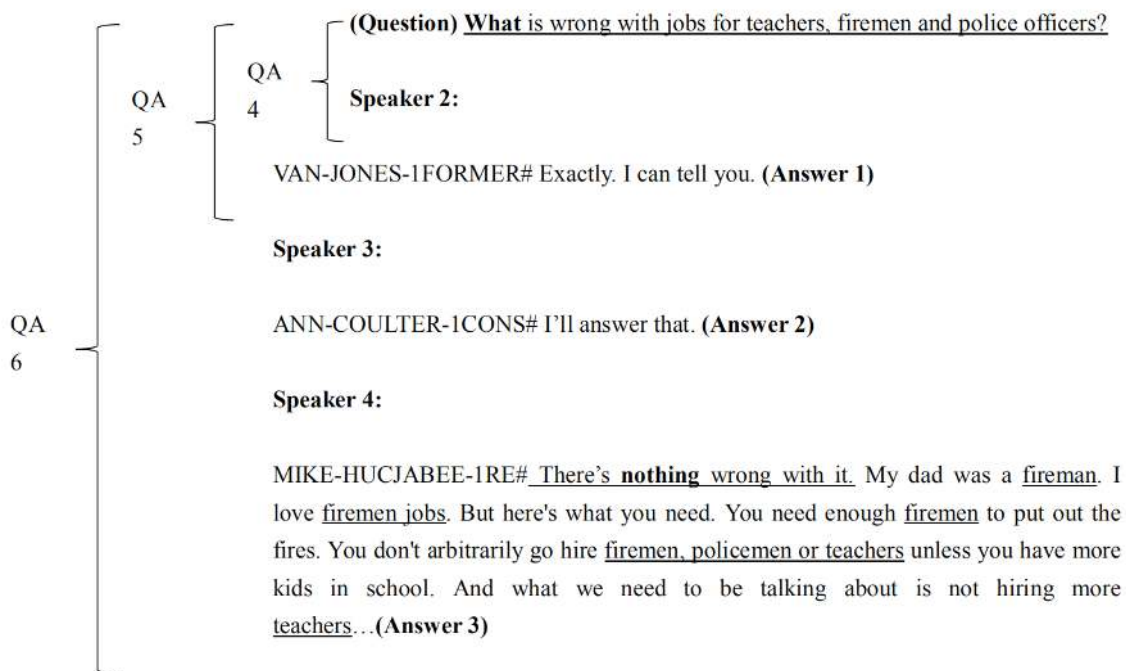 (Question) What is wrong with jobs for teachers, firemen and police officers?
QA
4
QA
5
Speaker 2:
VAN-JONES-1FORMER# Exactly. I can tell you. (Answer 1)
Speaker 3:
QA
6
ANN-COULTER-1CONS# I'll answer that. (Answer 2)
Speaker 4:
MIKE-HUCJABEE-1RE# There's nothing wrong with it. My dad was a fireman. I
love firemen jobs. But here's what you need. You need enough firemen to put out the
fires. You don't arbitrarily go hire firemen, policemen or teachers unless you have more
kids in school. And what we need to be talking about is not hiring more
teachers…(Answer 3)